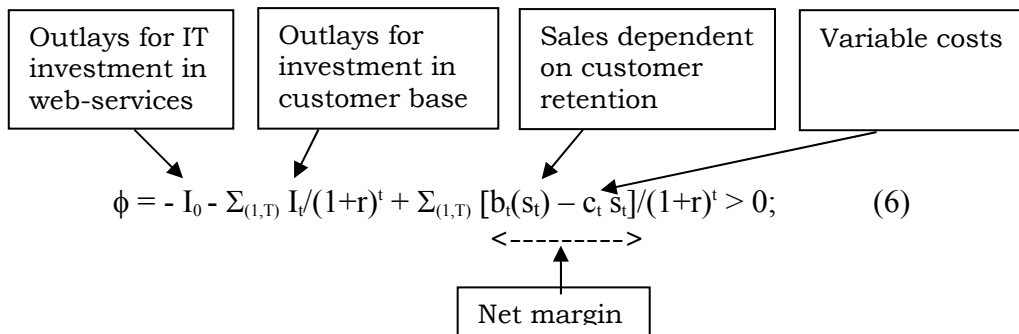 Outlays for IT
investment in
web-services
Outlays for
investment in
customer base
Sales dependent
on customer
retention
Variable costs
ϕ = - I₀ - Σ₍₁,T₎ Iₜ/(1+r)ᵗ + Σ₍₁,T₎ [bₜ(sₜ) – cₜ sₜ]/(1+r)ᵗ > 0; (6)
Net margin